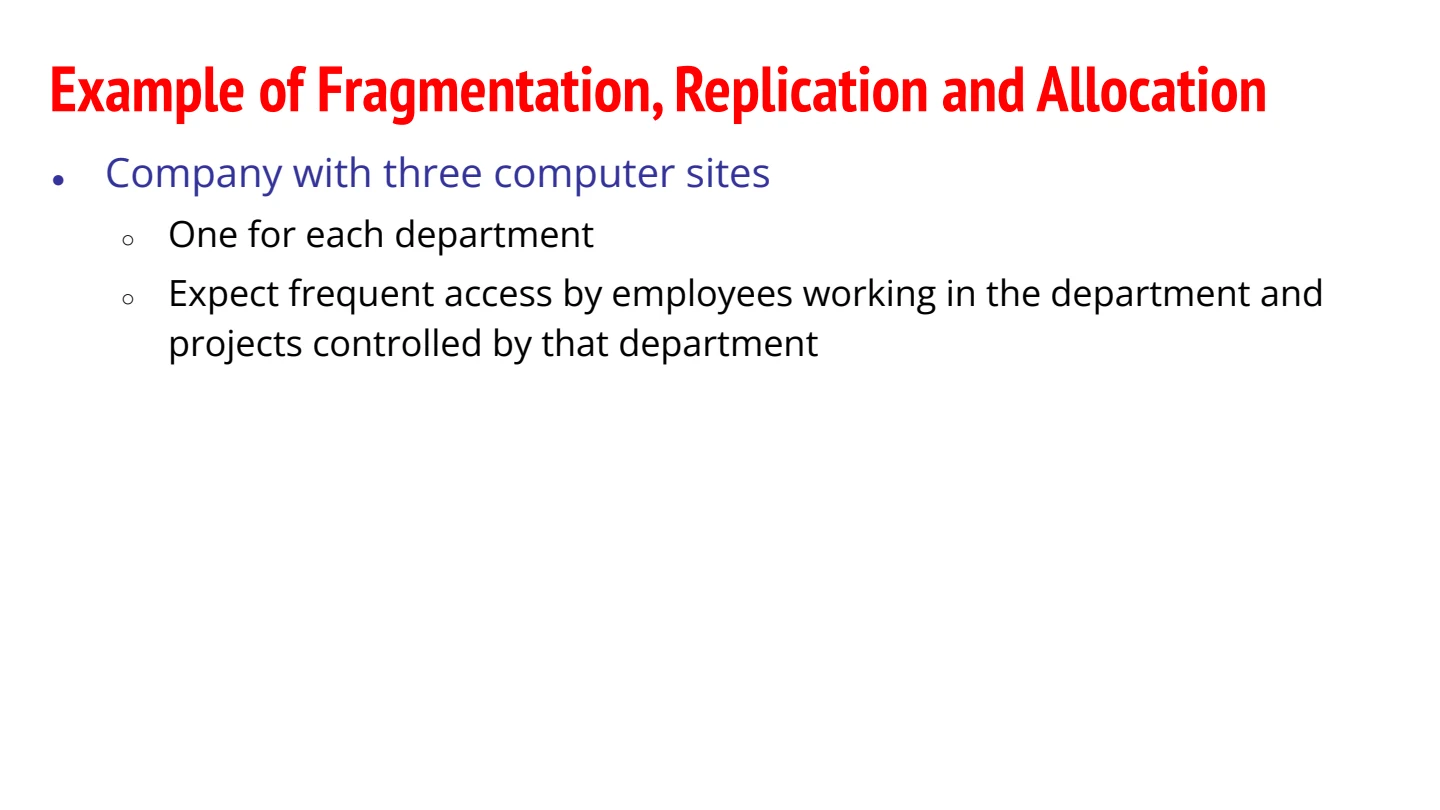 Example of Fragmentation, Replication and Allocation
• Company with three computer sites
○ One for each department
○ Expect frequent access by employees working in the department and
projects controlled by that department